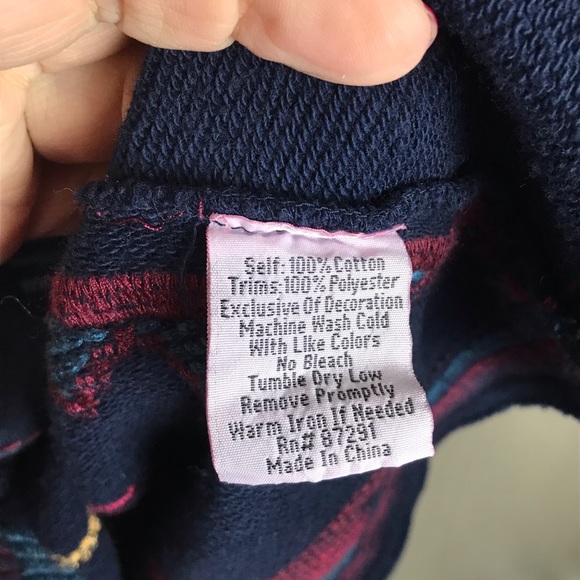 Self: 100% Cotton
Trims: 100% Polyester
Exclusive Of Decoration
Machine Wash Cold
With Like Colors
No Bleach
Tumble Dry Low
Remove Promptly
Warm Iron If Needed
Rn# 87291
Made In China